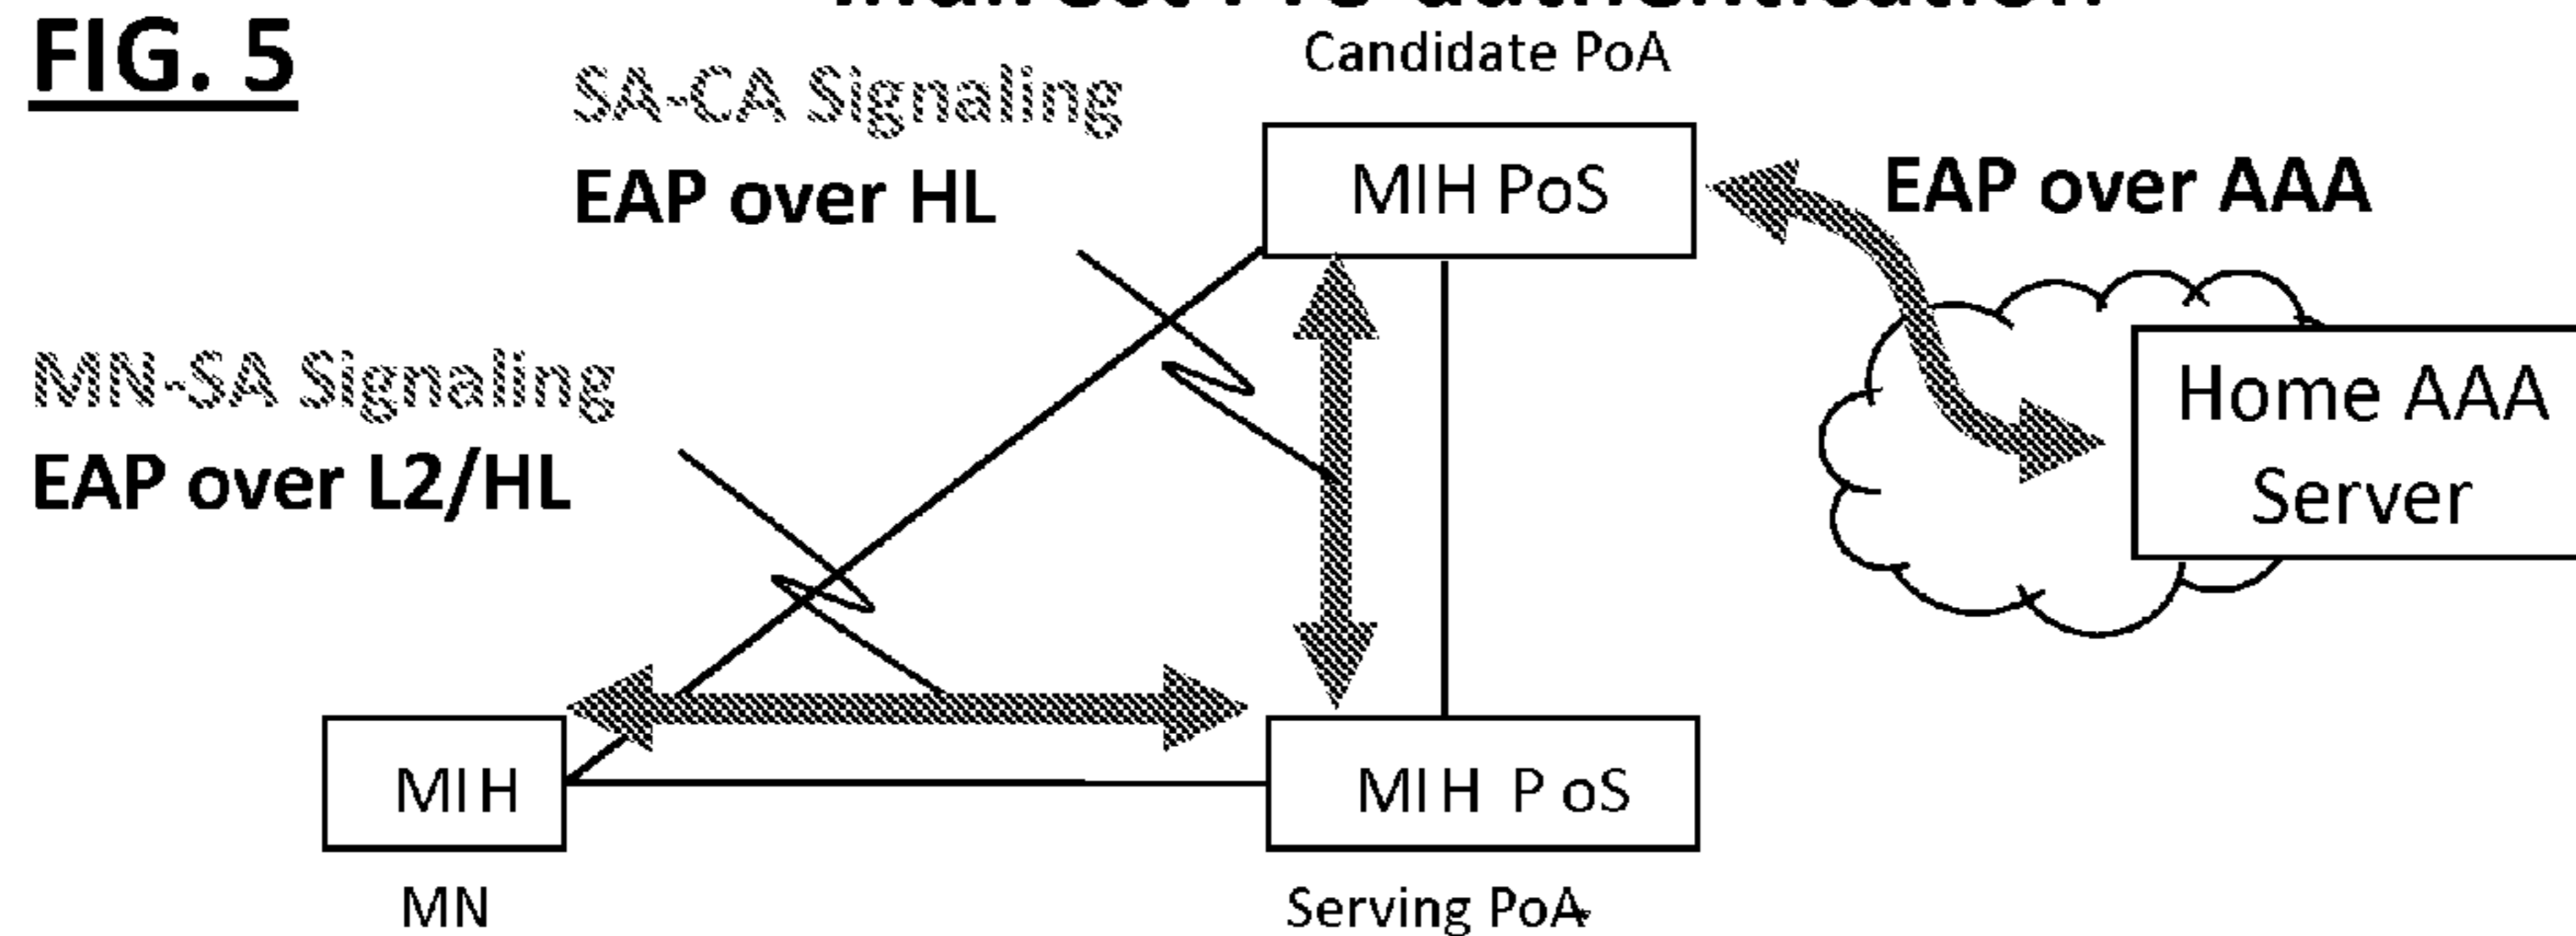 FIG. 5
Candidate PoA
SA-CA Signaling
EAP over HL
MIH PoS
EAP over AAA
Home AAA
Server
MN-SA Signaling
EAP over L2/HL
MIH
MIH PoS
MN
Serving PoA